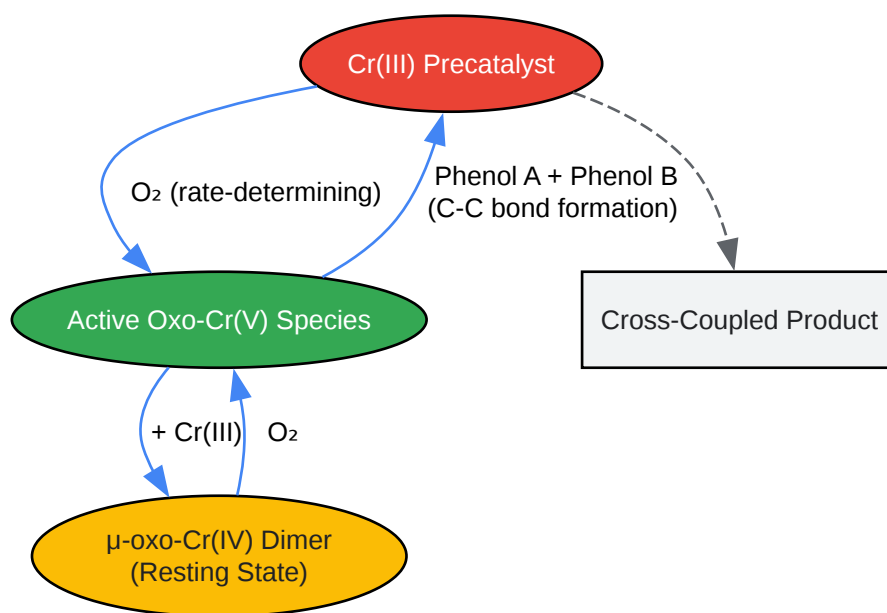 Cr(III) Precatalyst
O₂ (rate-determining)
Phenol A + Phenol B
(C-C bond formation)
Active Oxo-Cr(V) Species
Cross-Coupled Product
+ Cr(III)
O₂
μ-oxo-Cr(IV) Dimer
(Resting State)